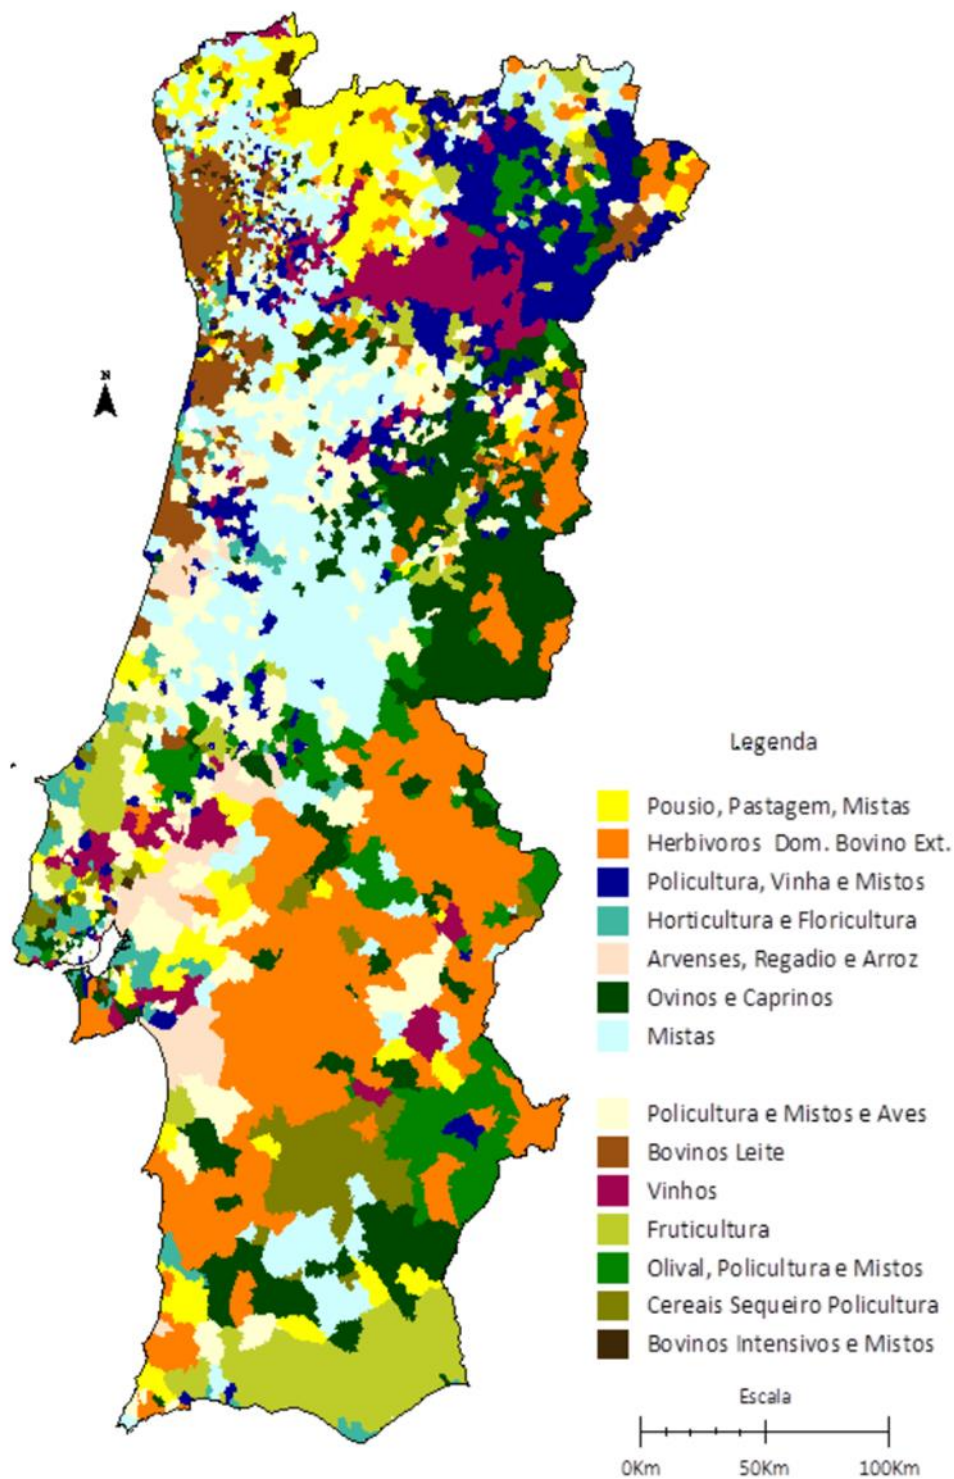 N
Legenda
Pousio, Pastagem, Mistas
Herbivoros Dom. Bovino Ext.
Policultura, Vinha e Mistos
Horticultura e Floricultura
Arvenses, Regadio e Arroz
Ovinos e Caprinos
Mistas
Policultura e Mistos e Aves
Bovinos Leite
Vinhos
Fruticultura
Olival, Policultura e Mistos
Cereais Sequeiro Policultura
Bovinos Intensivos e Mistos
Escala
0Km 50Km 100Km